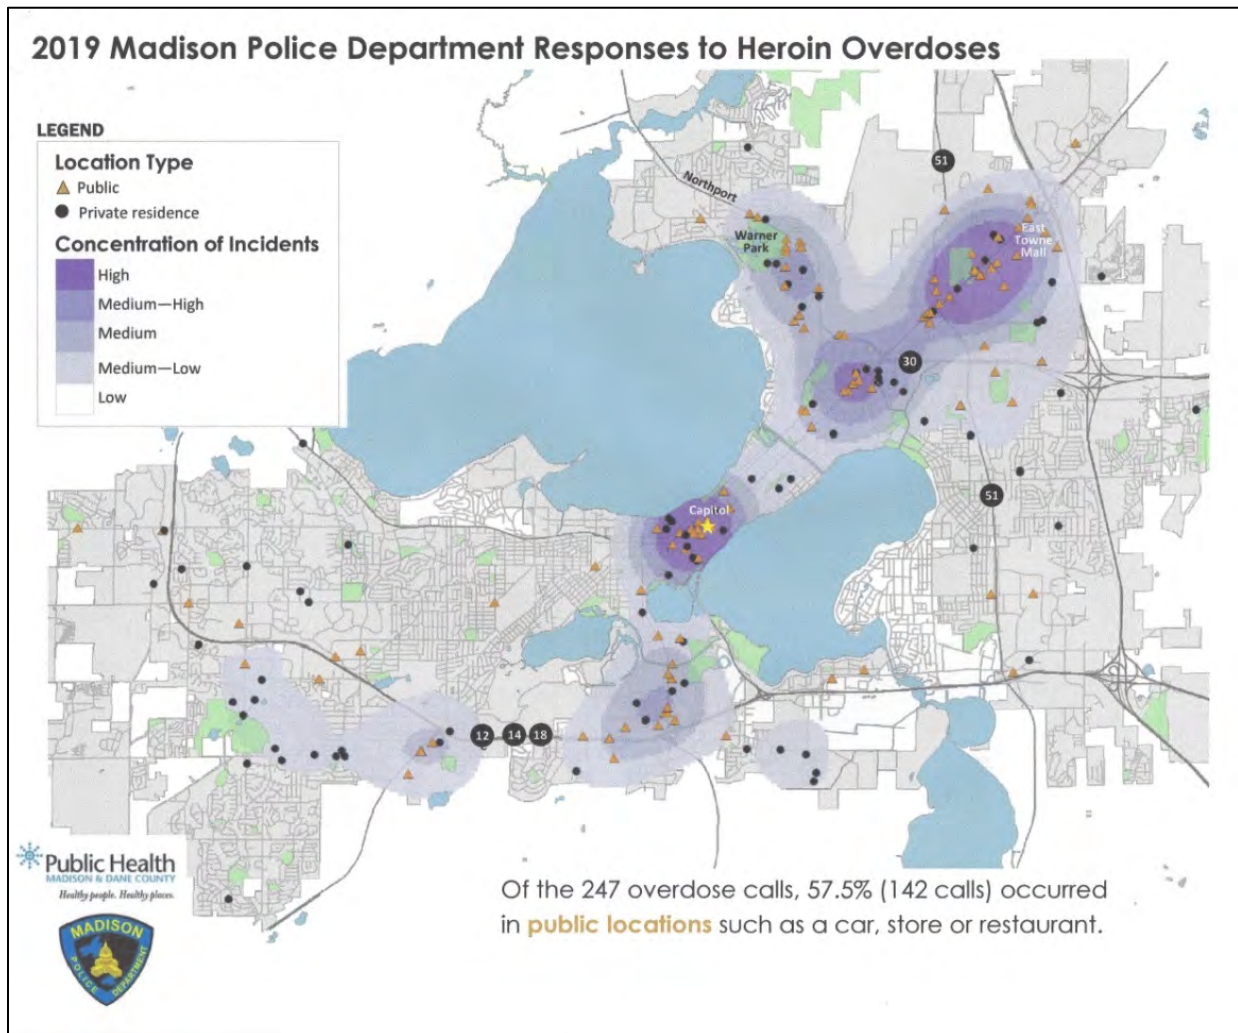 2019 Madison Police Department Responses to Heroin Overdoses
LEGEND
Location Type
Public
Private residence
Concentration of Incidents
High
Medium—High
Medium
Medium—Low
Low
51
Northport
Warner
Park
East
Towne
Mall
30
51
Capitol
12 14 18
Public Health
MADISON & DANE COUNTY
Healthy people. Healthy places.
MADISON
POLICE DEPARTMENT
Of the 247 overdose calls, 57.5% (142 calls) occurred
in public locations such as a car, store or restaurant.